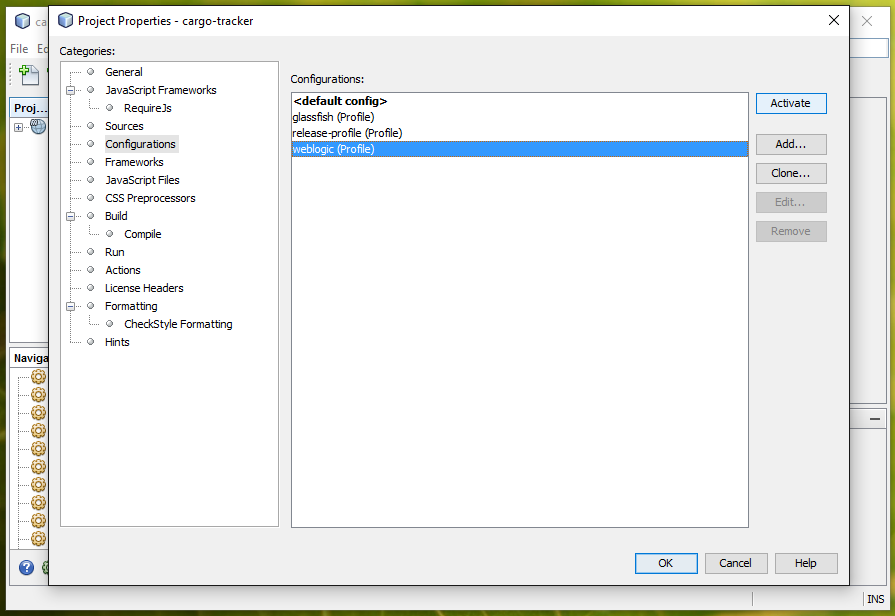 ca
Project Properties - cargo-tracker
File Ed
Categories:
General
JavaScript Frameworks
RequireJs
Sources
Configurations
Frameworks
JavaScript Files
CSS Preprocessors
Build
Compile
Run
Actions
License Headers
Formatting
CheckStyle Formatting
Hints
Configurations:
<default config>
glassfish (Profile)
release-profile (Profile)
weblogic (Profile)
Activate
Add...
Clone...
Edit...
Remove
OK
Cancel
Help
Proj...
Naviga
INS